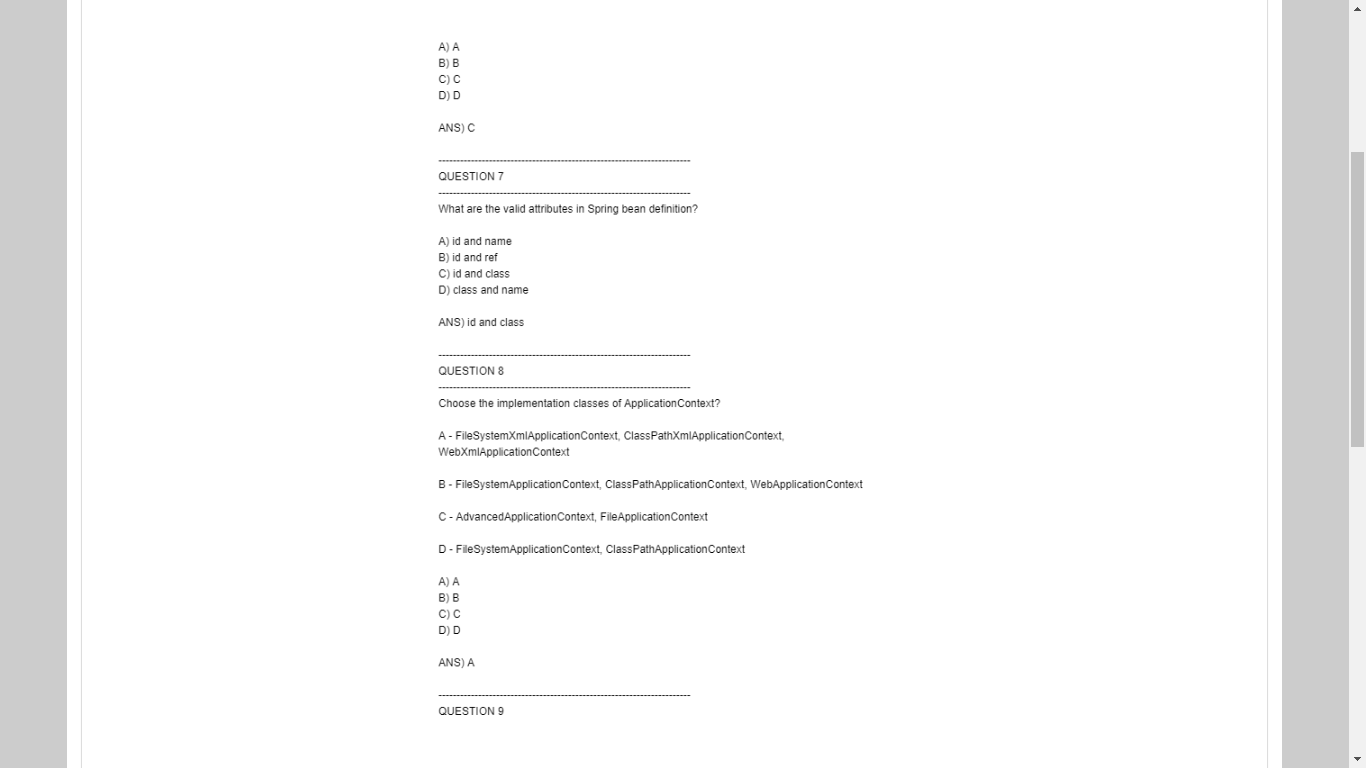 A) A
B) B
C) C
D) D
ANS) C
----------------------------------------------------------------------
QUESTION 7
----------------------------------------------------------------------
What are the valid attributes in Spring bean definition?
A) id and name
B) id and ref
C) id and class
D) class and name
ANS) id and class
----------------------------------------------------------------------
QUESTION 8
----------------------------------------------------------------------
Choose the implementation classes of ApplicationContext?
A - FileSystemXmlApplicationContext, ClassPathXmlApplicationContext,
WebXmlApplicationContext
B - FileSystemApplicationContext, ClassPathApplicationContext, WebApplicationContext
C - AdvancedApplicationContext, FileApplicationContext
D - FileSystemApplicationContext, ClassPathApplicationContext
A) A
B) B
C) C
D) D
ANS) A
----------------------------------------------------------------------
QUESTION 9